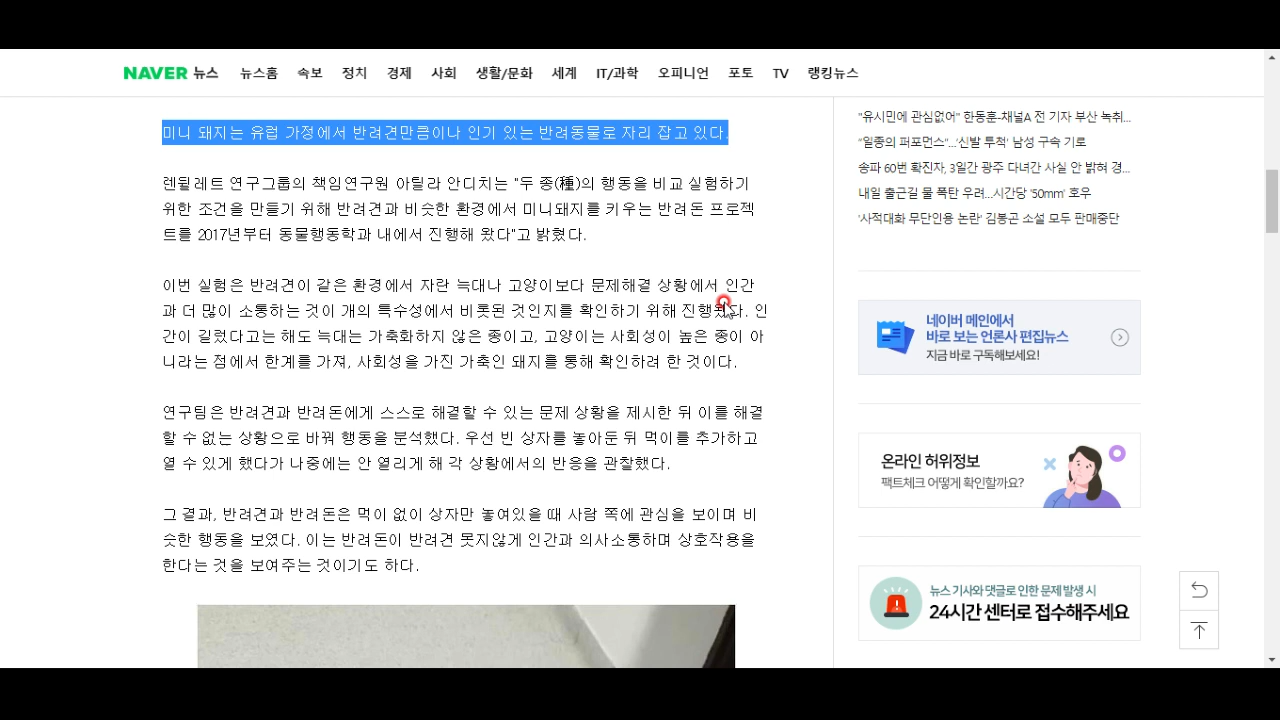 NAVER 뉴스 뉴스홈 속보 정치 경제 사회 생활/문화 세계 IT/과학 오피니언 포토 TV 랭킹뉴스
미니 돼지는 유럽 가정에서 반려견만큼이나 인기 있는 반려동물로 자리 잡고 있다.
렌뒬레트 연구그룹의 책임연구원 아틸라 안디치는 "두 종(種)의 행동을 비교 실험하기
위한 조건을 만들기 위해 반려견과 비슷한 환경에서 미니돼지를 키우는 반려돈 프로젝
트를 2017년부터 동물행동학과 내에서 진행해 왔다"고 밝혔다.
이번 실험은 반려견이 같은 환경에서 자란 늑대나 고양이보다 문제해결 상황에서 인간
과 더 많이 소통하는 것이 개의 특수성에서 비롯된 것인지를 확인하기 위해 진행했다. 인
간이 길렀다고는 해도 늑대는 가축화하지 않은 종이고, 고양이는 사회성이 높은 종이 아
니라는 점에서 한계를 가져, 사회성을 가진 가축인 돼지를 통해 확인하려 한 것이다.
연구팀은 반려견과 반려돈에게 스스로 해결할 수 있는 문제 상황을 제시한 뒤 이를 해결
할 수 없는 상황으로 바꿔 행동을 분석했다. 우선 빈 상자를 놓아둔 뒤 먹이를 추가하고
열 수 있게 했다가 나중에는 안 열리게 해 각 상황에서의 반응을 관찰했다.
그 결과, 반려견과 반려돈은 먹이 없이 상자만 놓여있을 때 사람 쪽에 관심을 보이며 비
슷한 행동을 보였다. 이는 반려돈이 반려견 못지않게 인간과 의사소통하며 상호작용을
한다는 것을 보여주는 것이기도 하다.
"유시민에 관심없어" 한동훈-채널A 전 기자 부산 녹취...
"일종의 퍼포먼스"…'신발 투척' 남성 구속 기로
송파 60번 확진자, 3일간 광주 다녀간 사실 안 밝혀 경...
내일 출근길 물 폭탄 우려…시간당 '50mm' 호우
'사적대화 무단인용 논란' 김봉곤 소설 모두 판매중단
네이버 메인에서
바로 보는 언론사 편집뉴스
지금 바로 구독해보세요!
온라인 허위정보
팩트체크 어떻게 확인할까요?
뉴스 기사와 댓글로 인한 문제 발생 시
24시간 센터로 접수해주세요